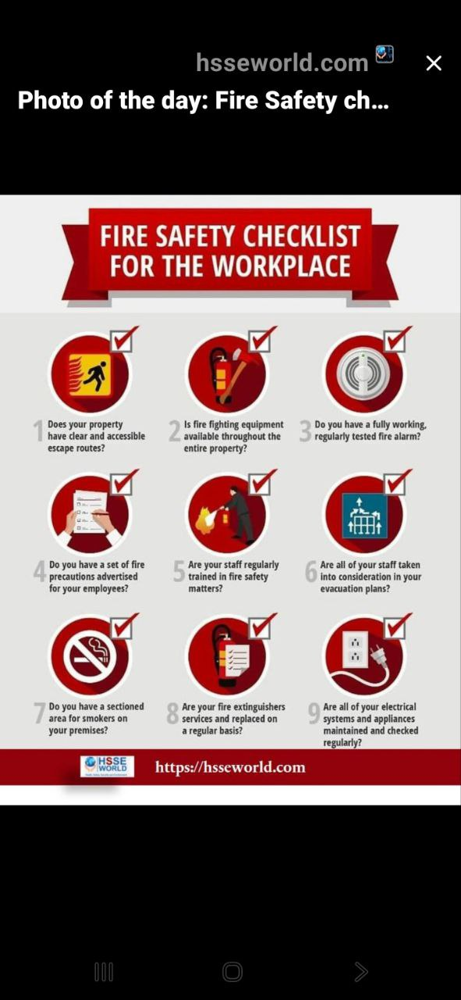 hsseworld.com
Photo of the day: Fire Safety ch...
FIRE SAFETY CHECKLIST
FOR THE WORKPLACE
1 Does your property
have clear and accessible
escape routes?
2 Is fire fighting equipment
available throughout the
entire property?
3 Do you have a fully working,
regularly tested fire alarm?
4 Do you have a set of fire
precautions advertised
for your employees?
5 Are your staff regularly
trained in fire safety
matters?
6 Are all of your staff taken
into consideration in your
evacuation plans?
7 Do you have a sectioned
area for smokers on
your premises?
8 Are your fire extinguishers
services and replaced on
a regular basis?
9 Are all of your electrical
systems and appliances
maintained and checked
regularly?
HSSE
WORLD
https://hsseworld.com